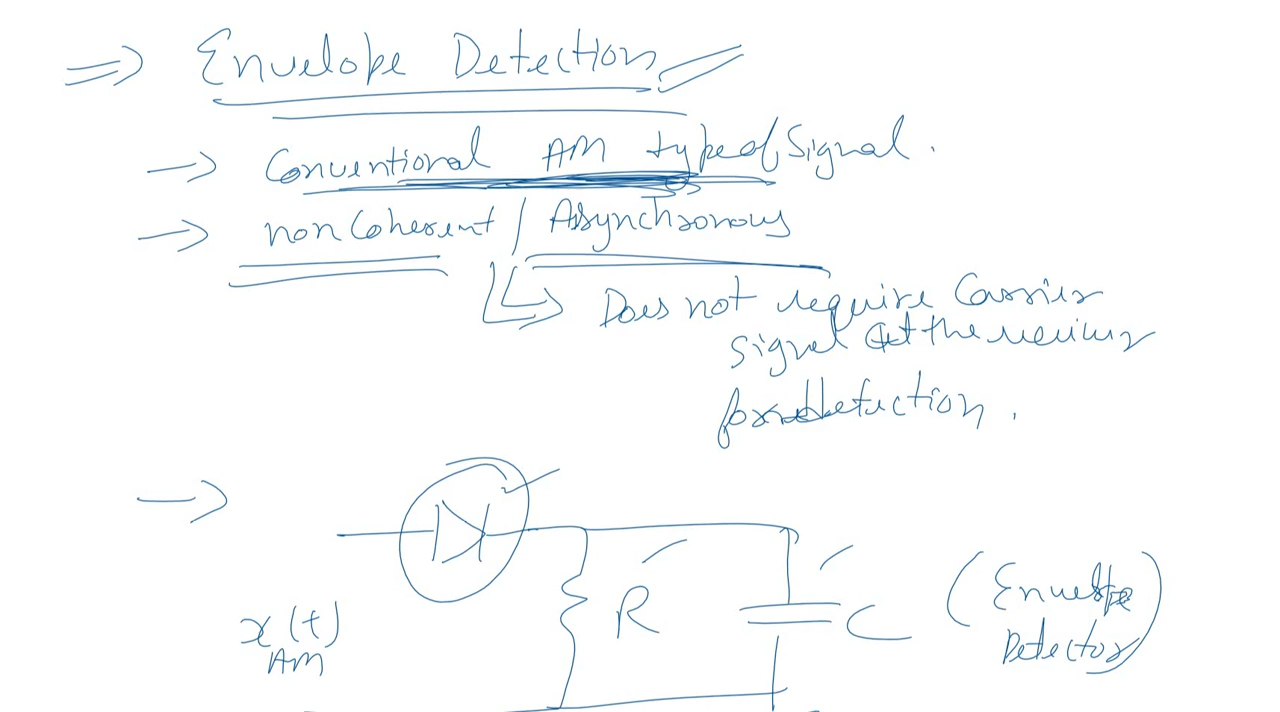 ⇒ Envelope Detection
→ Conventional AM type of Signal.
→ non Coherent / Asynchronous
↳ Does not require Carrier
signal at the receiver
for detection.
→
R
C
(Envelope
Detector)
x(t)
AM